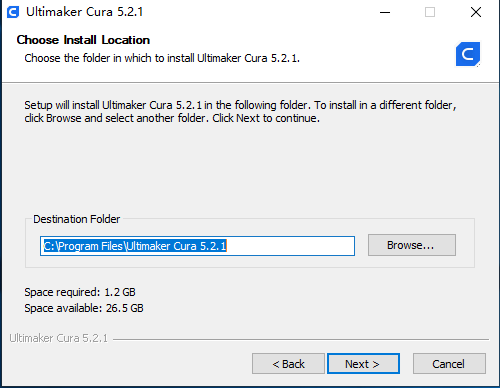 Ultimaker Cura 5.2.1
Choose Install Location
Choose the folder in which to install Ultimaker Cura 5.2.1.
Setup will install Ultimaker Cura 5.2.1 in the following folder. To install in a different folder,
click Browse and select another folder. Click Next to continue.
Destination Folder
C:\Program Files\Ultimaker Cura 5.2.1
Browse...
Space required: 1.2 GB
Space available: 26.5 GB
Ultimaker Cura 5.2.1
< Back
Next >
Cancel